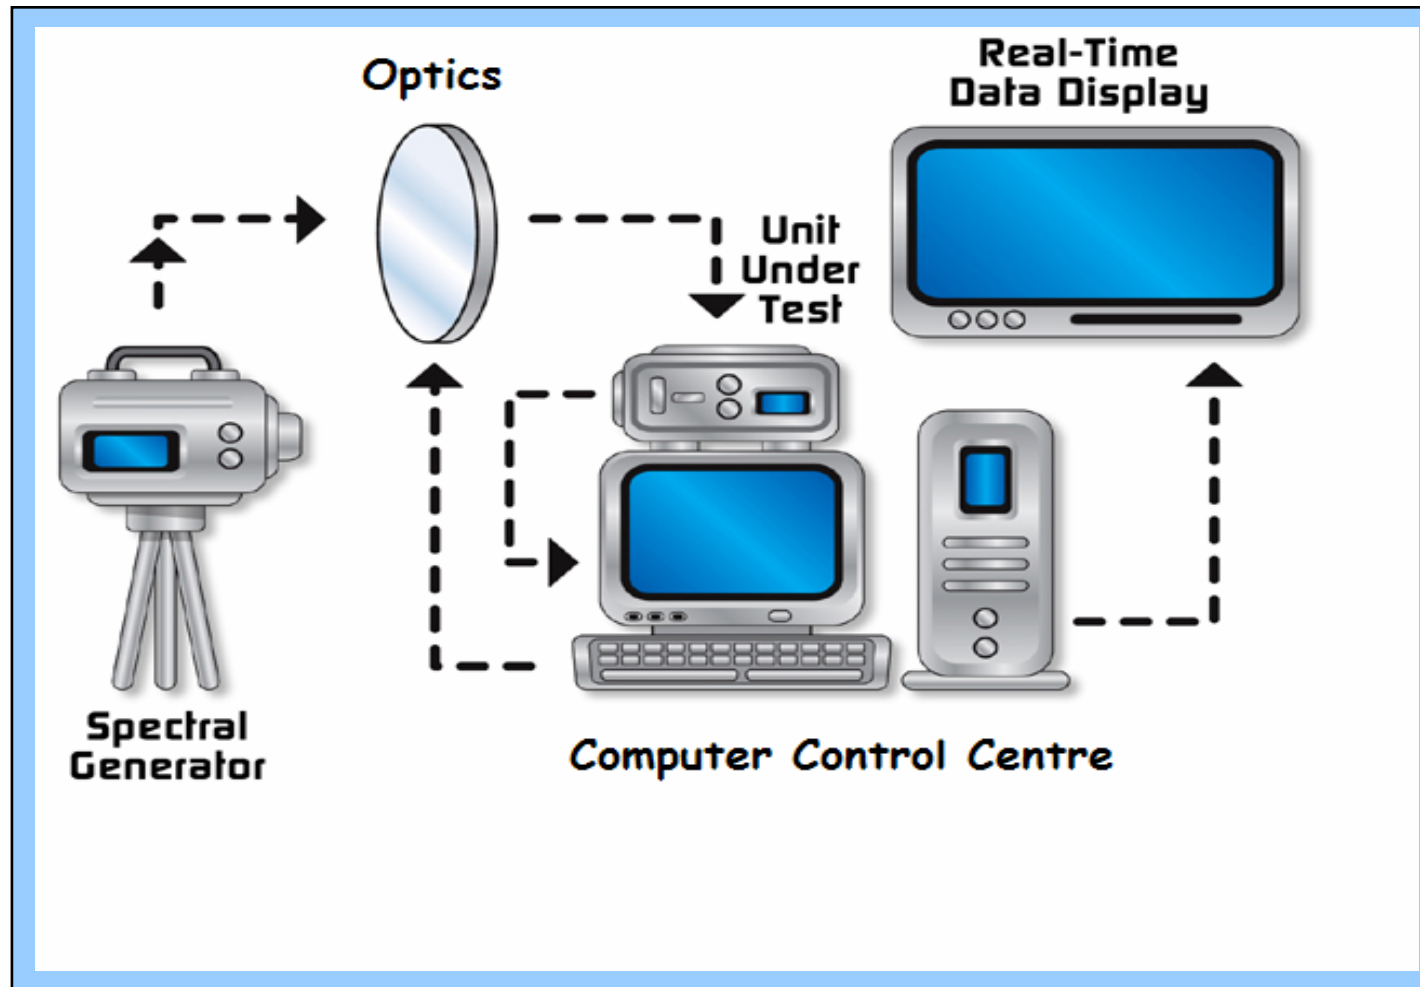 Optics
Real-Time
Data Display
Unit
Under
Test
Spectral
Generator
Computer Control Centre